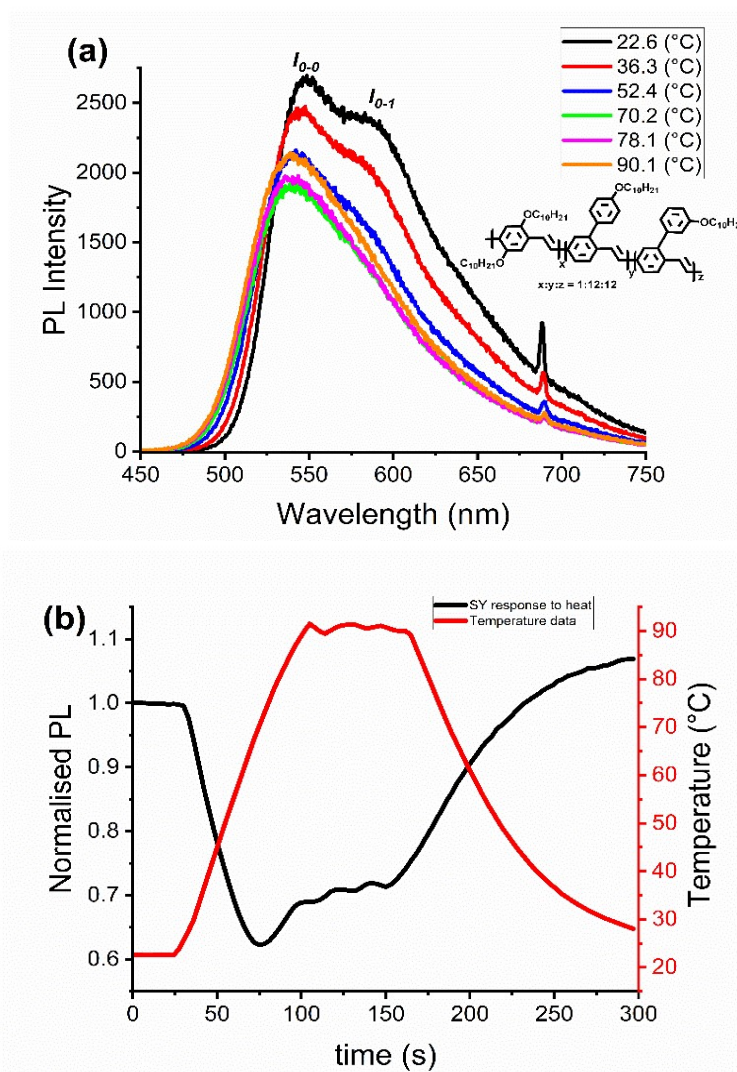 (a)
I0-0
I0-1
22.6 (°C)
36.3 (°C)
52.4 (°C)
70.2 (°C)
78.1 (°C)
90.1 (°C)
2500
2000
1500
1000
500
0
PL Intensity
OC10H21
OC10H21
OC10H2
C10H21O
x
y
z
x:y:z = 1:12:12
450 500 550 600 650 700 750
Wavelength (nm)
(b)
SY response to heat
Temperature data
1.1
1.0
0.9
0.8
0.7
0.6
Normalised PL
90
80
70
60
50
40
30
20
Temperature (°C)
0 50 100 150 200 250 300
time (s)